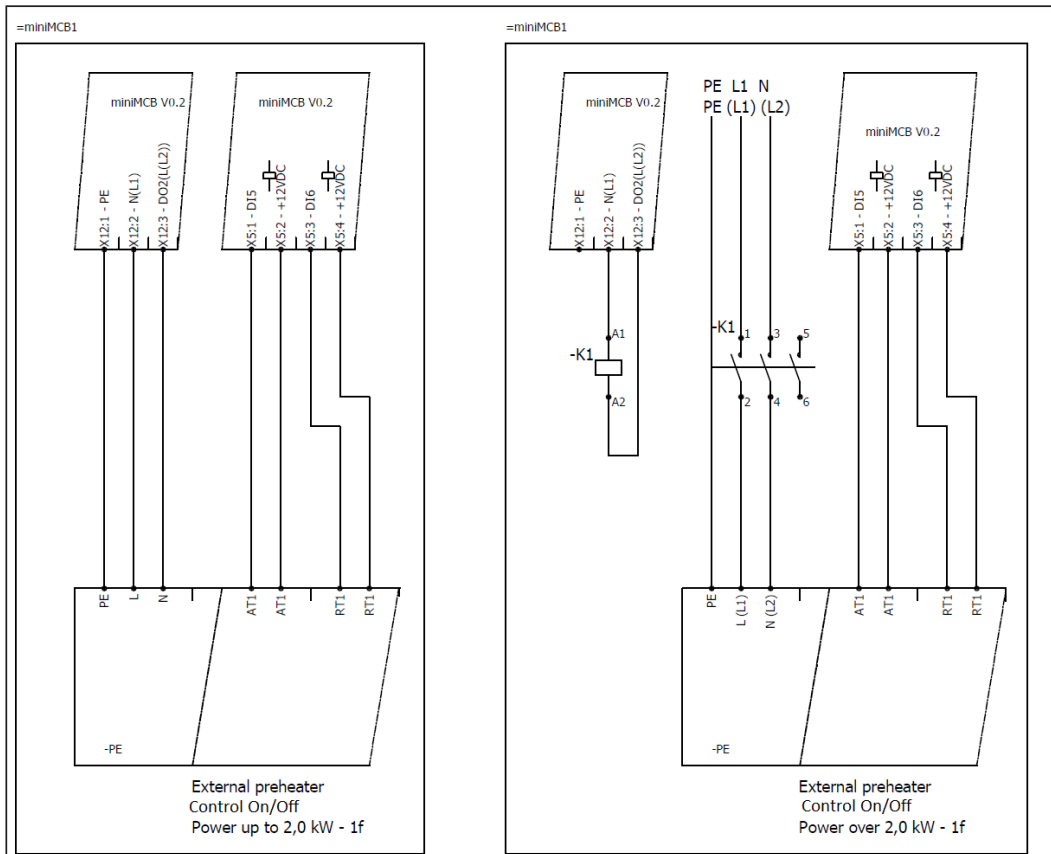 =miniMCB1
miniMCB V0.2
miniMCB V0.2
X12:1 - PE
X12:2 - N(L1)
X12:3 - DO2(L(L2))
X5:1 - DI5
X5:2 - +12VDC
X5:3 - DI6
X5:4 - +12VDC
PE
L
N
AT1
AT1
RT1
RT1
-PE
External preheater
Control On/Off
Power up to 2,0 kW - 1f
=miniMCB1
miniMCB V0.2
PE L1 N
PE (L1) (L2)
miniMCB V0.2
X12:1 - PE
X12:2 - N(L1)
X12:3 - DO2(L(L2))
X5:1 - DI5
X5:2 - +12VDC
X5:3 - DI6
X5:4 - +12VDC
-K1
A1
A2
-K1
1
3
5
2
4
6
PE
L (L1)
N (L2)
AT1
AT1
RT1
RT1
-PE
External preheater
Control On/Off
Power over 2,0 kW - 1f